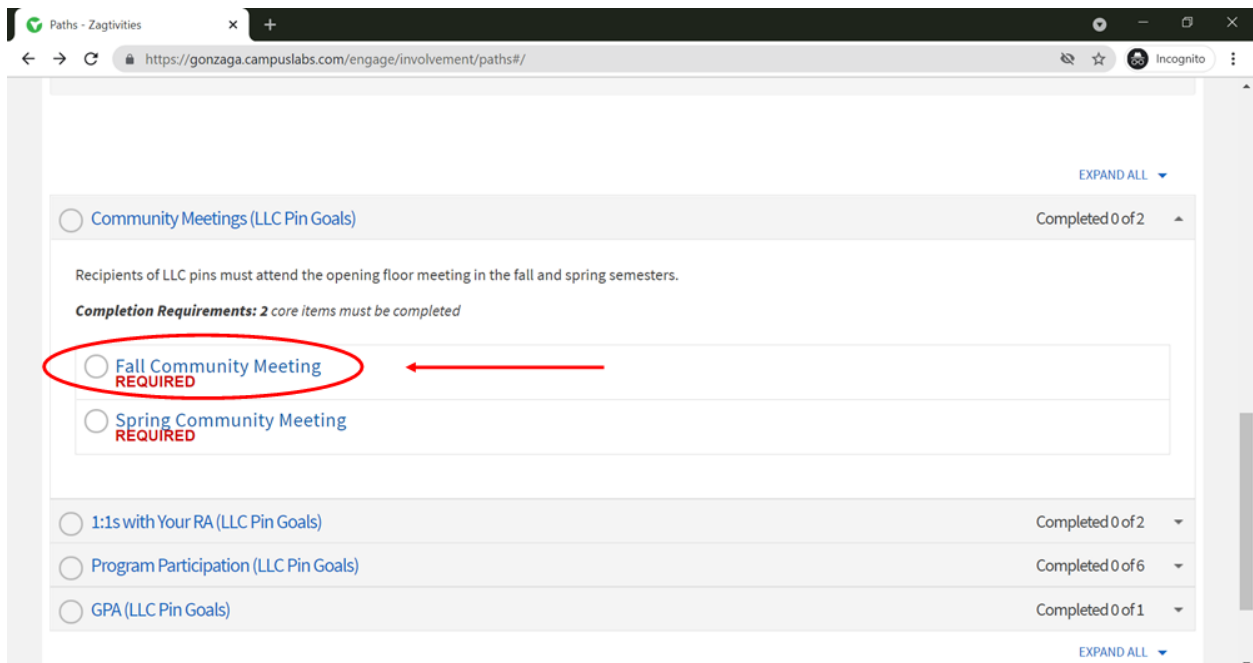 Paths - Zagtivities
https://gonzaga.campuslabs.com/engage/involvement/paths#/
Incognito
EXPAND ALL
Community Meetings (LLC Pin Goals) Completed 0 of 2
Recipients of LLC pins must attend the opening floor meeting in the fall and spring semesters.
Completion Requirements: 2 core items must be completed
Fall Community Meeting
REQUIRED
Spring Community Meeting
REQUIRED
1:1s with Your RA (LLC Pin Goals) Completed 0 of 2
Program Participation (LLC Pin Goals) Completed 0 of 6
GPA (LLC Pin Goals) Completed 0 of 1
EXPAND ALL